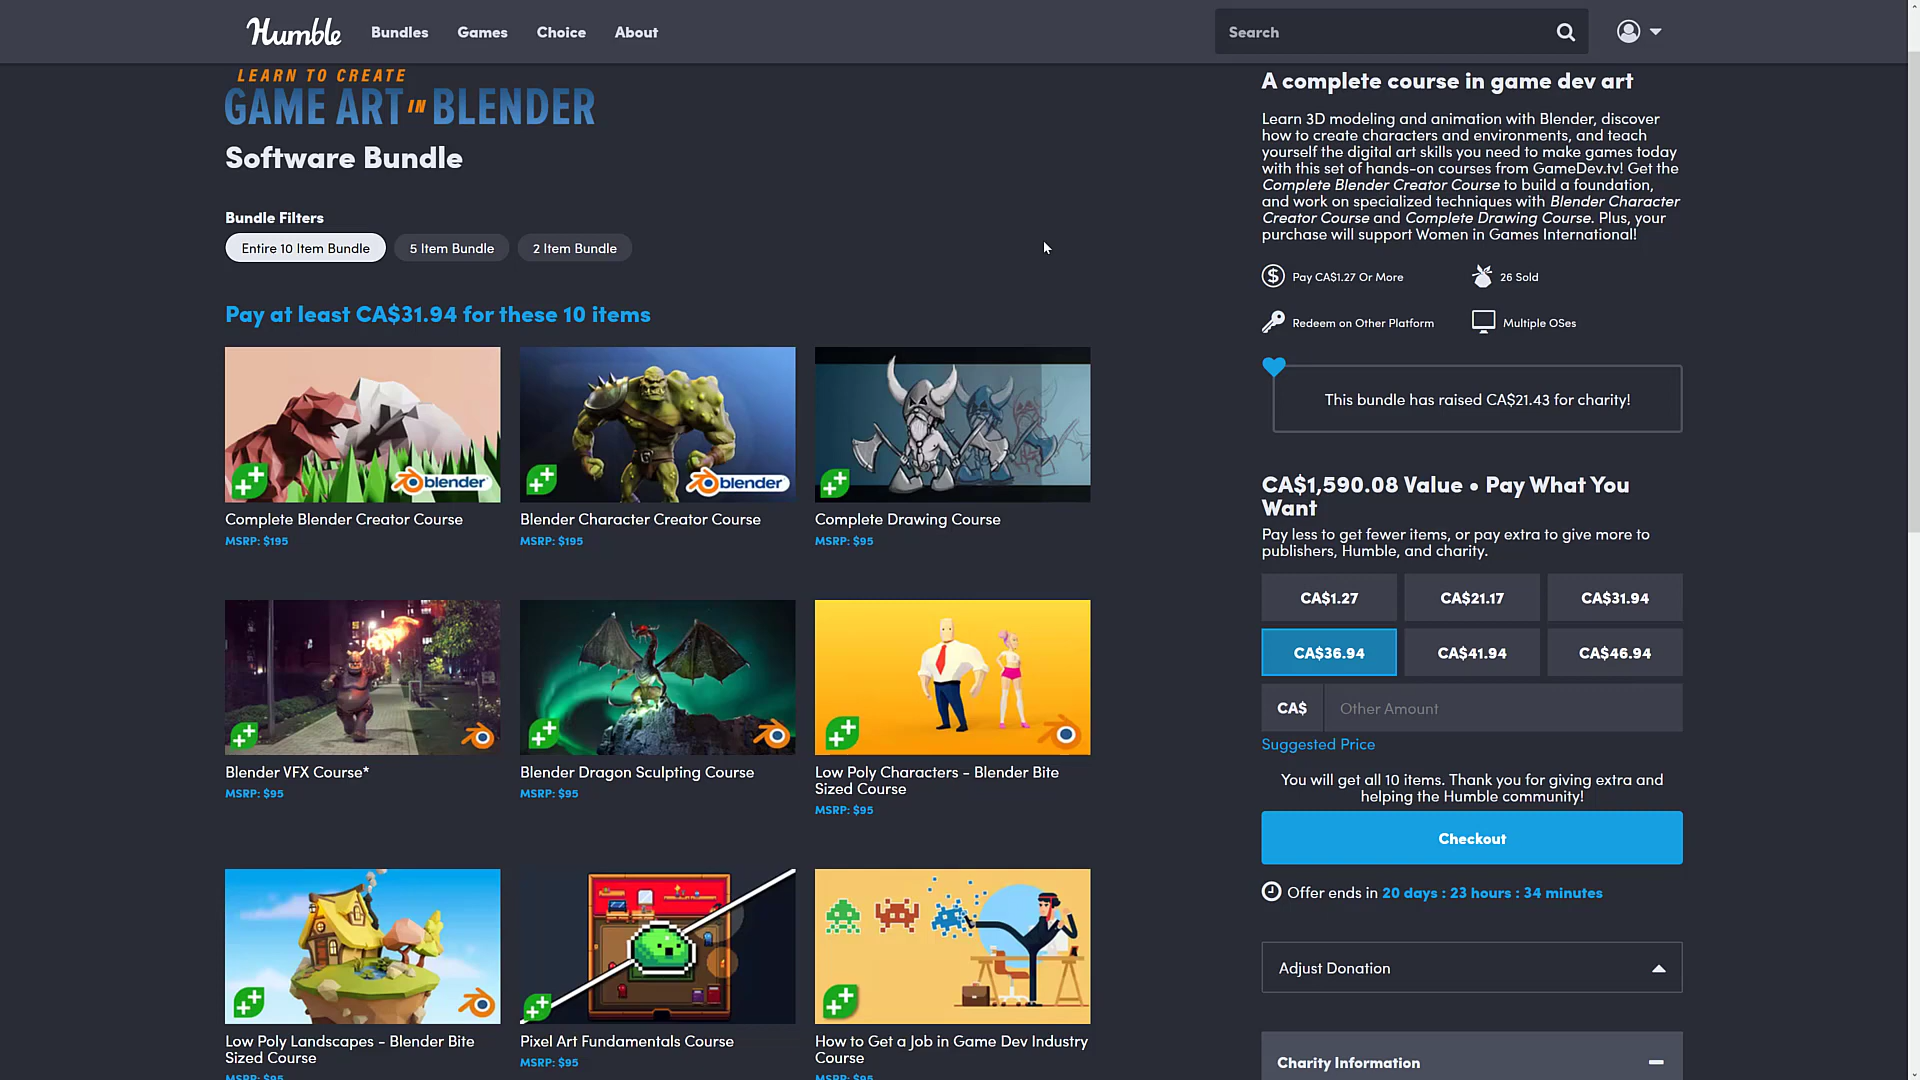 Humble
Bundles
Games
Choice
About
Search
LEARN TO CREATE
GAME ART IN BLENDER
Software Bundle
Bundle Filters
Entire 10 Item Bundle
5 Item Bundle
2 Item Bundle
Pay at least CA$31.94 for these 10 items
blender
Complete Blender Creator Course
MSRP: $195
blender
Blender Character Creator Course
MSRP: $195
Complete Drawing Course
MSRP: $95
Blender VFX Course*
MSRP: $95
Blender Dragon Sculpting Course
MSRP: $95
Low Poly Characters - Blender Bite
Sized Course
MSRP: $95
Low Poly Landscapes - Blender Bite
Sized Course
MSRP: $95
Pixel Art Fundamentals Course
MSRP: $95
How to Get a Job in Game Dev Industry
Course
MSRP: $95
A complete course in game dev art
Learn 3D modeling and animation with Blender, discover
how to create characters and environments, and teach
yourself the digital art skills you need to make games today
with this set of hands-on courses from GameDev.tv! Get the
Complete Blender Creator Course to build a foundation,
and work on specialized techniques with Blender Character
Creator Course and Complete Drawing Course. Plus, your
purchase will support Women in Games International!
Pay CA$1.27 Or More
26 Sold
Redeem on Other Platform
Multiple OSes
This bundle has raised CA$21.43 for charity!
CA$1,590.08 Value • Pay What You
Want
Pay less to get fewer items, or pay extra to give more to
publishers, Humble, and charity.
CA$1.27
CA$21.17
CA$31.94
CA$36.94
CA$41.94
CA$46.94
CA$
Other Amount
Suggested Price
You will get all 10 items. Thank you for giving extra and
helping the Humble community!
Checkout
Offer ends in 20 days : 23 hours : 34 minutes
Adjust Donation
Charity Information